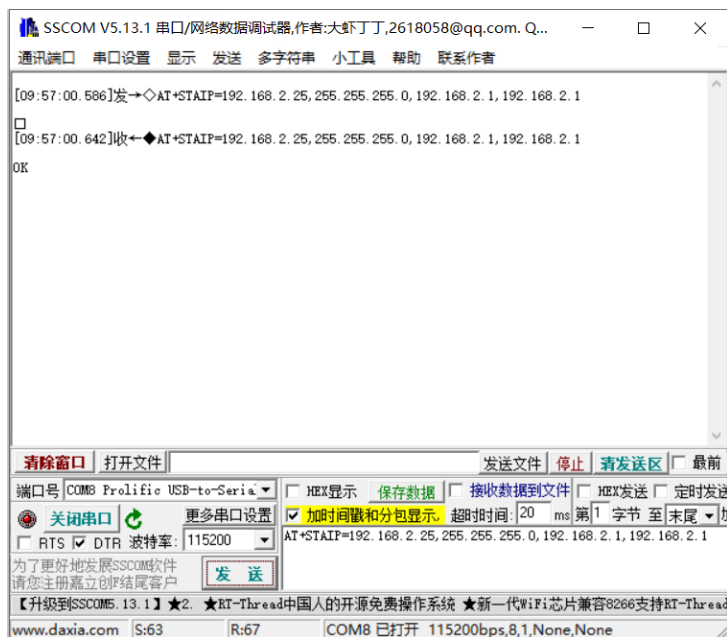 SSCOM V5.13.1 串口/网络数据调试器,作者:大虾丁丁,2618058@qq.com. Q...
通讯端口 串口设置 显示 发送 多字符串 小工具 帮助 联系作者
[09:57:00.586]发→◇AT+STAIP=192.168.2.25,255.255.255.0,192.168.2.1,192.168.2.1
□
[09:57:00.642]收←◆AT+STAIP=192.168.2.25,255.255.255.0,192.168.2.1,192.168.2.1
OK
清除窗口 打开文件 发送文件 停止 清发送区 最前
端口号 COM8 Prolific USB-to-Seria HEX显示 保存数据 接收数据到文件 HEX发送 定时发送
关闭串口 更多串口设置 加时间戳和分包显示, 超时时间: 20 ms 第1 字节 至 末尾
RTS DTR 波特率: 115200 AT+STAIP=192.168.2.25,255.255.255.0,192.168.2.1,192.168.2.1
为了更好地发展SSCOM软件
请您注册嘉立创F结尾客户
发 送
【升级到SSCOM5.13.1】★2. ★RT-Thread中国人的开源免费操作系统 ★新一代WiFi芯片兼容8266支持RT-Thread
www.daxia.com S:63 R:67 COM8 已打开 115200bps,8,1,None,None